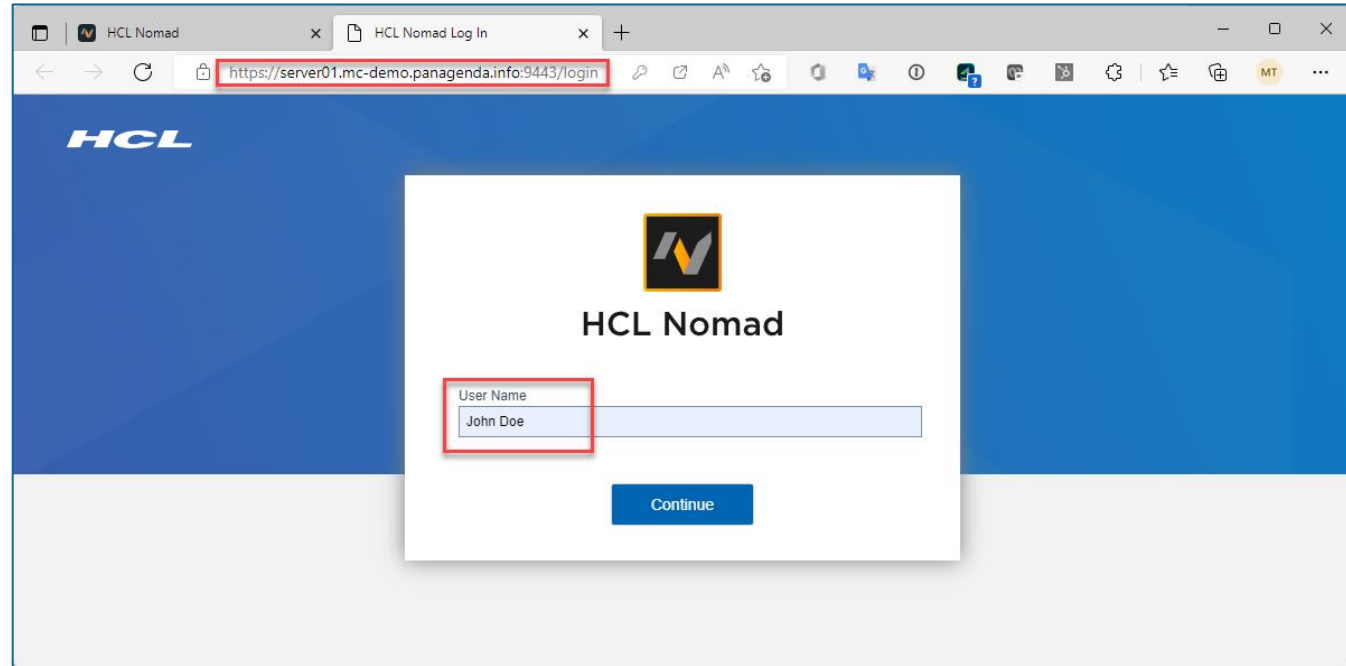 HCL Nomad
HCL Nomad Log In
https://server01.mc-demo.panagenda.info:9443/login
MT
HCL
HCL Nomad
User Name
John Doe
Continue